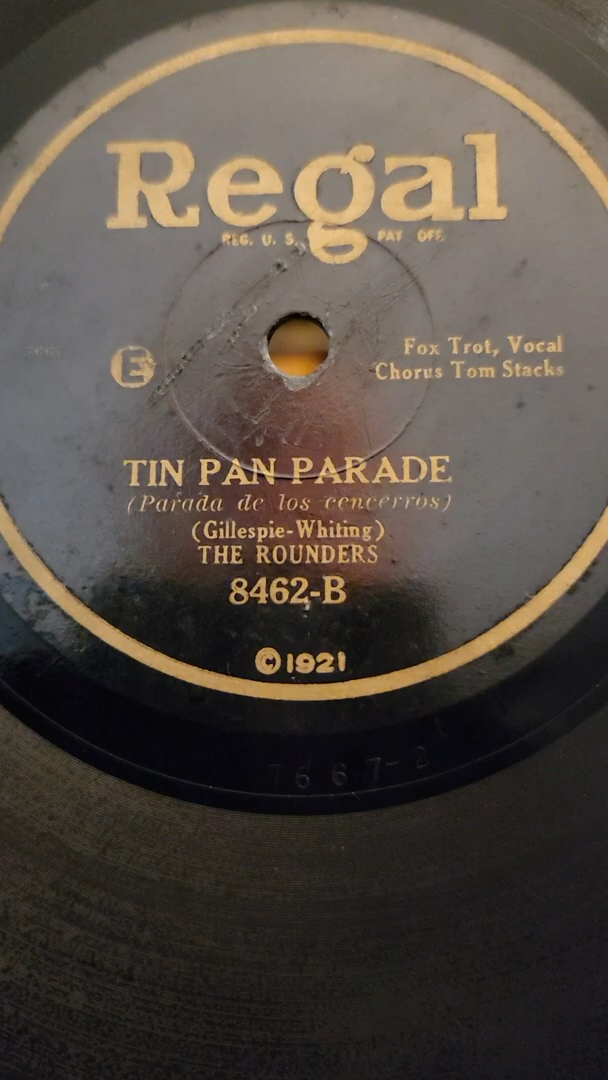 Regal
REG. U. S. PAT OFF.
E
Fox Trot, Vocal
Chorus Tom Stacks
TIN PAN PARADE
(Parada de los cencerros)
(Gillespie-Whiting)
THE ROUNDERS
8462-B
©1921
7667-2